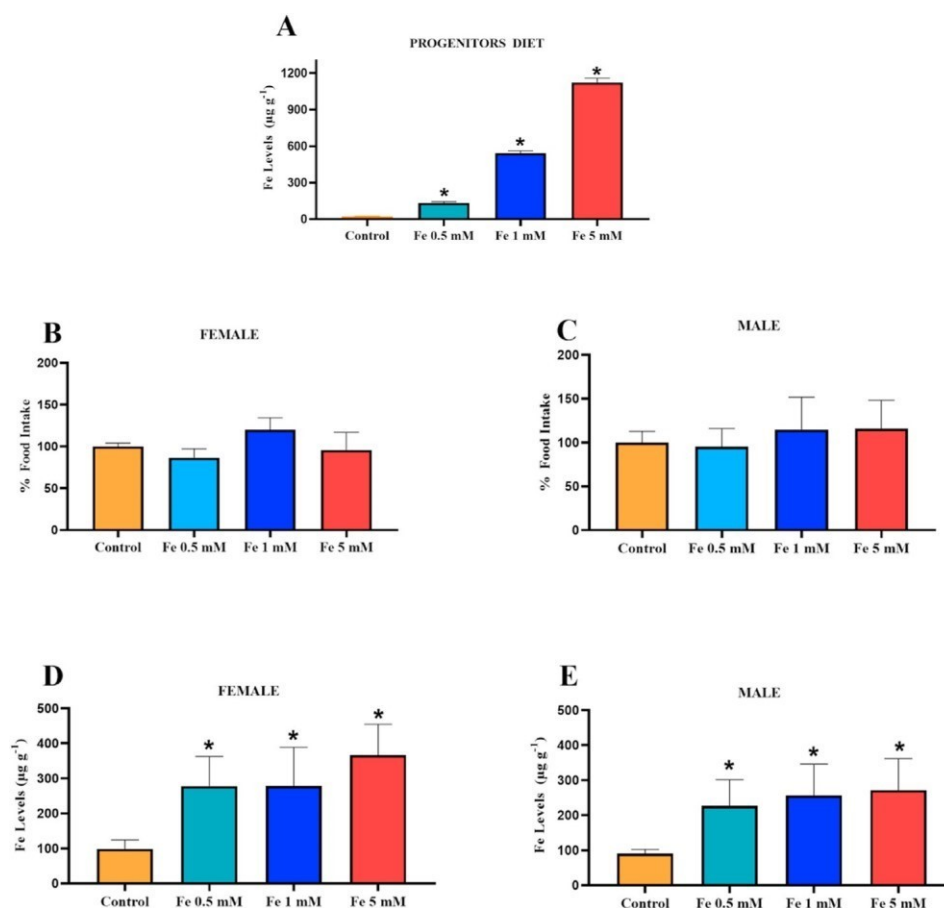 A
PROGENITORS DIET
Fe Levels (µg g⁻¹)
1200
900
600
300
0
*
*
*
Control Fe 0.5 mM Fe 1 mM Fe 5 mM
B
FEMALE
% Food Intake
200
150
100
50
0
Control Fe 0.5 mM Fe 1 mM Fe 5 mM
C
MALE
% Food Intake
200
150
100
50
0
Control Fe 0.5 mM Fe 1 mM Fe 5 mM
D
FEMALE
Fe Levels (µg g⁻¹)
500
400
300
200
100
0
*
*
*
Control Fe 0.5 mM Fe 1 mM Fe 5 mM
E
MALE
Fe Levels (µg g⁻¹)
500
400
300
200
100
0
*
*
*
Control Fe 0.5 mM Fe 1 mM Fe 5 mM